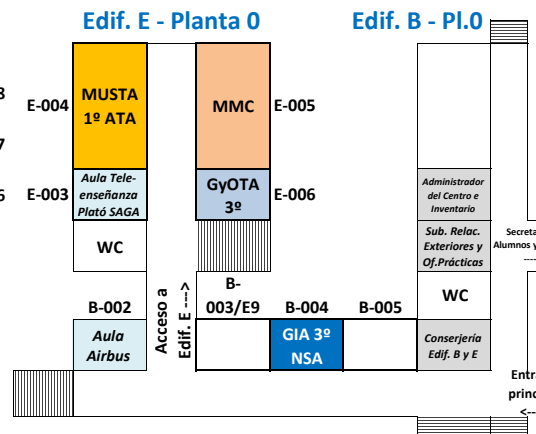 Edif. E - Planta 0
Edif. B - Pl.0
E-004
MUSTA
1º ATA
MMC
E-005
E-003
Aula Tele-
enseñanza
Plató SAGA
GyOTA
3º
E-006
Administrador
del Centro e
Inventario
WC
Sub. Relac.
Exteriores y
Of.Prácticas
Alumnos y
WC
Acceso a
Edif. E --->
B-002
B-
003/E9
B-004
B-005
Aula
Airbus
GIA 3º
NSA
Conserjería
Edif. B y E